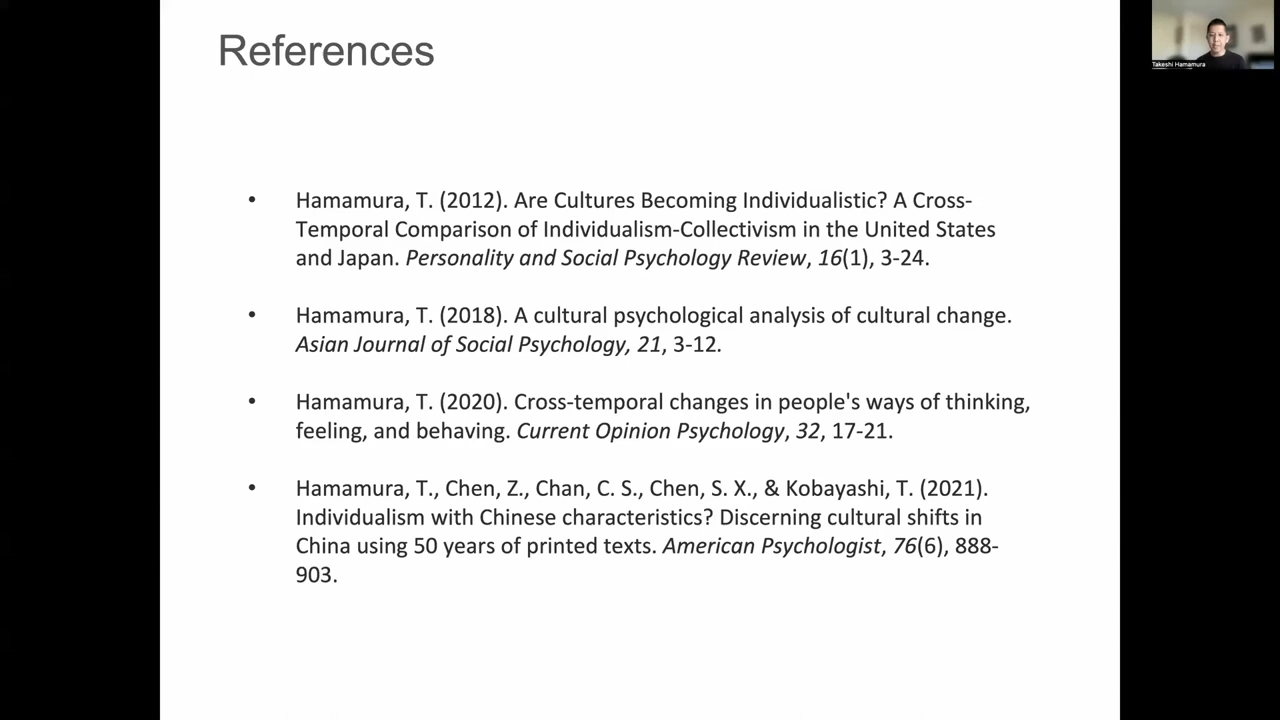 References
Takeshi Hamamura
• Hamamura, T. (2012). Are Cultures Becoming Individualistic? A Cross-
Temporal Comparison of Individualism-Collectivism in the United States
and Japan. Personality and Social Psychology Review, 16(1), 3-24.
• Hamamura, T. (2018). A cultural psychological analysis of cultural change.
Asian Journal of Social Psychology, 21, 3-12.
• Hamamura, T. (2020). Cross-temporal changes in people's ways of thinking,
feeling, and behaving. Current Opinion Psychology, 32, 17-21.
• Hamamura, T., Chen, Z., Chan, C. S., Chen, S. X., & Kobayashi, T. (2021).
Individualism with Chinese characteristics? Discerning cultural shifts in
China using 50 years of printed texts. American Psychologist, 76(6), 888-
903.